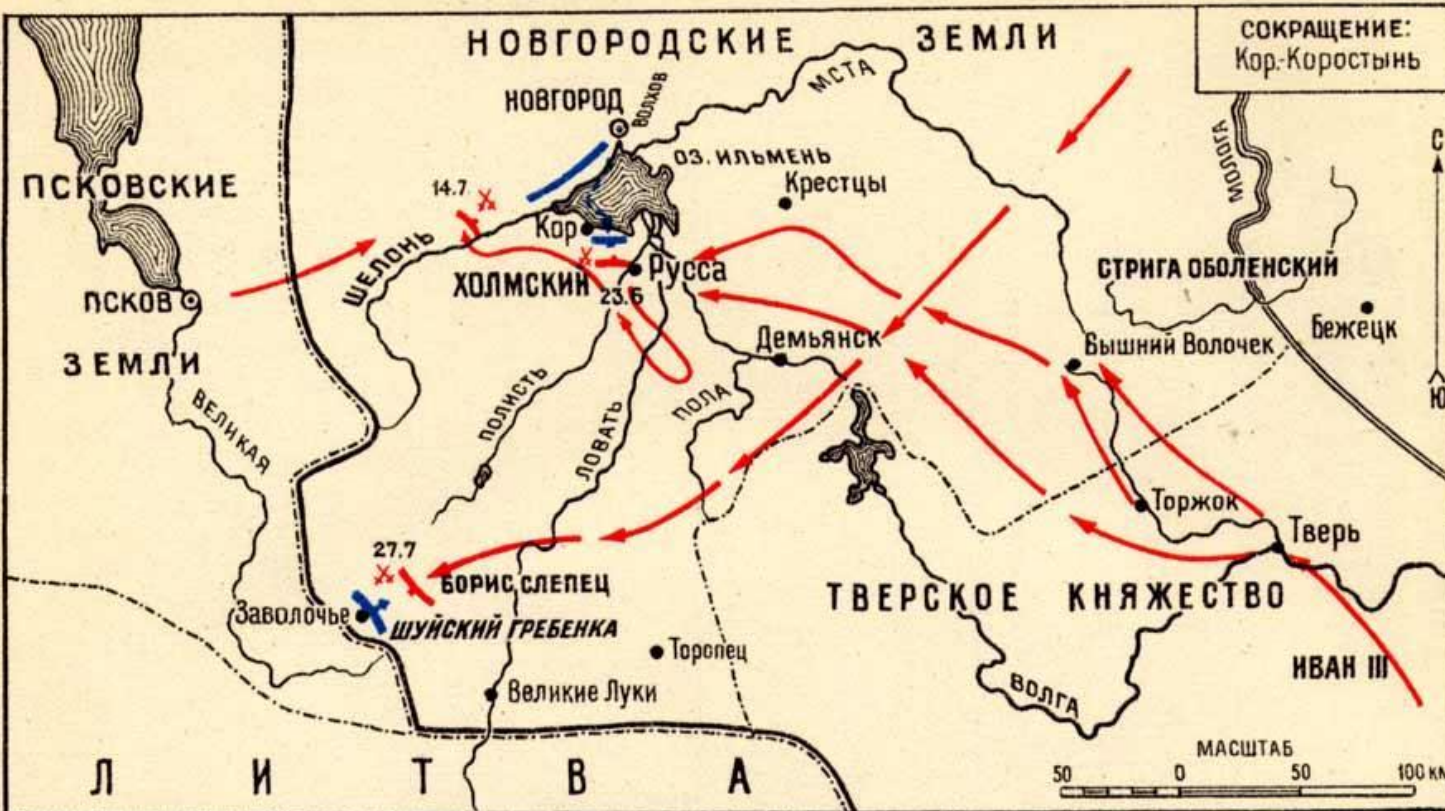 НОВГОРОДСКИЕ ЗЕМЛИ
СОКРАЩЕНИЕ:
Кор.-Коростынь
МСТА
НОВГОРОД
ВОЛХОВ
ОЗ. ИЛЬМЕНЬ
Крестцы
МОЛОГА
С
ПСКОВСКИЕ
14.7
Кор
ШЕЛОНЬ
ХОЛМСКИЙ
Русса
23.6
СТРИГА ОБОЛЕНСКИЙ
ПСКОВ
Бежецк
ЗЕМЛИ
Демьянск
Вышний Волочек
Ю
ВЕЛИКАЯ
ПОЛИСТЬ
ЛОВАТЬ
ПОЛА
Торжок
Тверь
27.7
БОРИС СЛЕПЕЦ
ТВЕРСКОЕ КНЯЖЕСТВО
Заволочье
ШУЙСКИЙ ГРЕБЕНКА
Торопец
ИВАН III
Великие Луки
ВОЛГА
ЛИТВА
МАСШТАБ
50 0 50 100 км